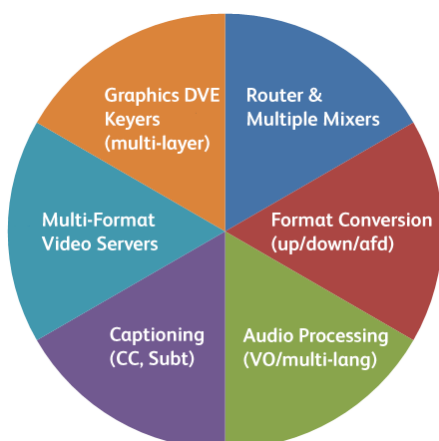 Graphics DVE
Keyers
(multi-layer)
Router &
Multiple Mixers
Multi-Format
Video Servers
Format Conversion
(up/down/afd)
Captioning
(CC, Subt)
Audio Processing
(VO/multi-lang)